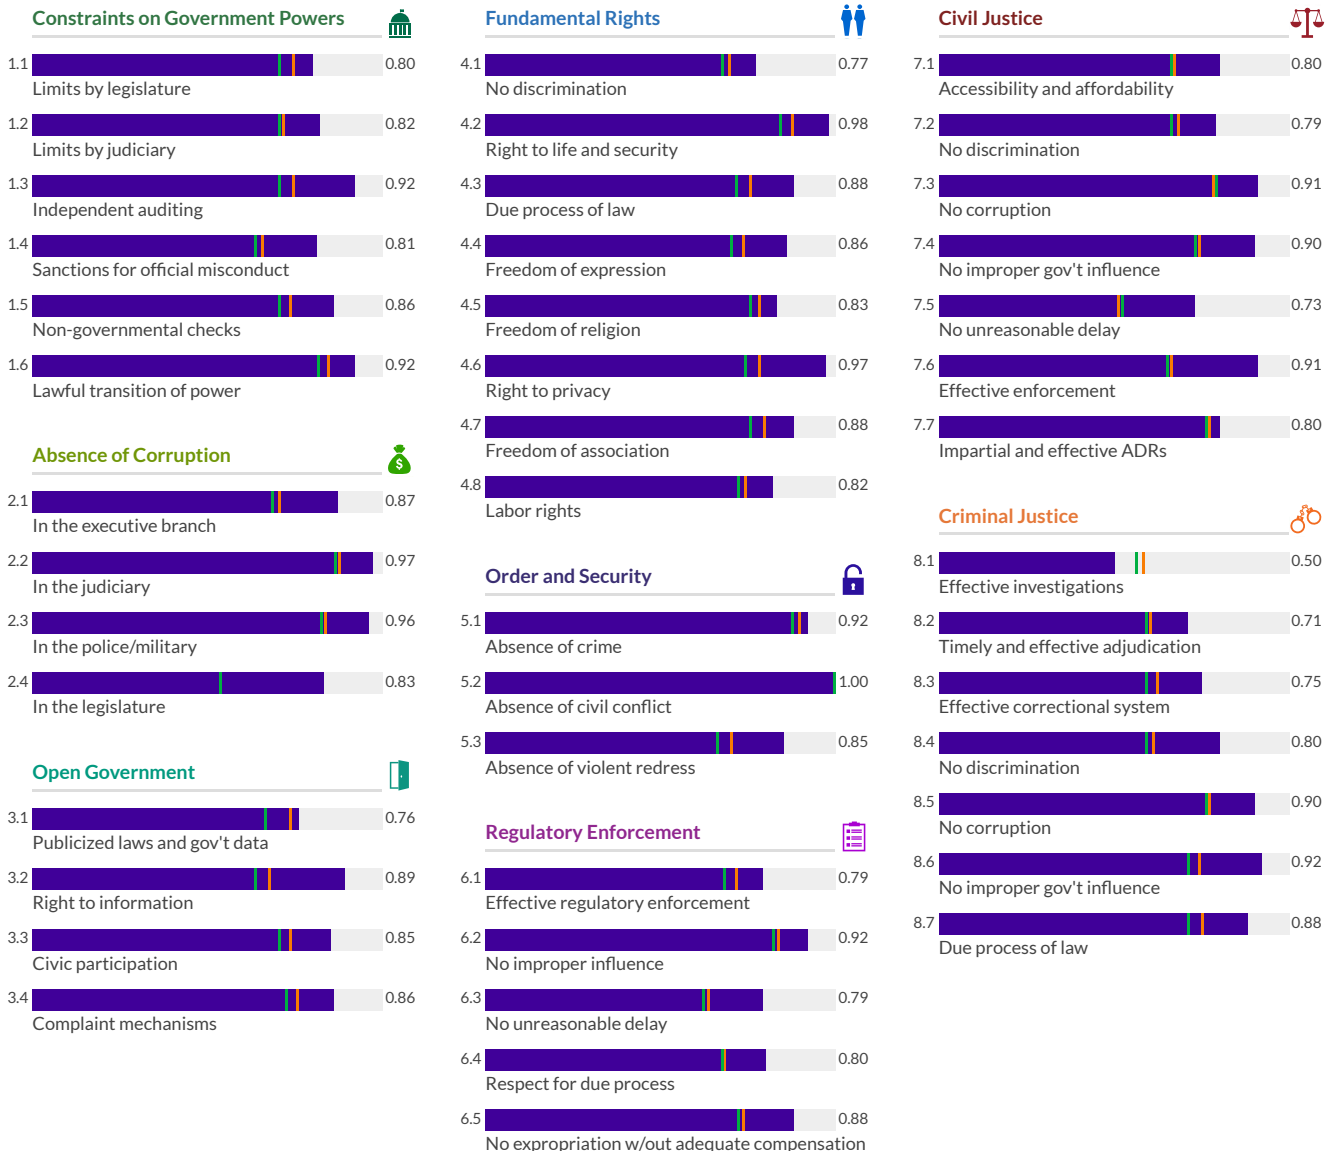 Constraints on Government Powers
1.1 0.80
Limits by legislature
1.2 0.82
Limits by judiciary
1.3 0.92
Independent auditing
1.4 0.81
Sanctions for official misconduct
1.5 0.86
Non-governmental checks
1.6 0.92
Lawful transition of power
Absence of Corruption
$
2.1 0.87
In the executive branch
2.2 0.97
In the judiciary
2.3 0.96
In the police/military
2.4 0.83
In the legislature
Open Government
3.1 0.76
Publicized laws and gov't data
3.2 0.89
Right to information
3.3 0.85
Civic participation
3.4 0.86
Complaint mechanisms
Fundamental Rights
4.1 0.77
No discrimination
4.2 0.98
Right to life and security
4.3 0.88
Due process of law
4.4 0.86
Freedom of expression
4.5 0.83
Freedom of religion
4.6 0.97
Right to privacy
4.7 0.88
Freedom of association
4.8 0.82
Labor rights
Order and Security
5.1 0.92
Absence of crime
5.2 1.00
Absence of civil conflict
5.3 0.85
Absence of violent redress
Regulatory Enforcement
6.1 0.79
Effective regulatory enforcement
6.2 0.92
No improper influence
6.3 0.79
No unreasonable delay
6.4 0.80
Respect for due process
6.5 0.88
No expropriation w/out adequate compensation
Civil Justice
7.1 0.80
Accessibility and affordability
7.2 0.79
No discrimination
7.3 0.91
No corruption
7.4 0.90
No improper gov't influence
7.5 0.73
No unreasonable delay
7.6 0.91
Effective enforcement
7.7 0.80
Impartial and effective ADRs
Criminal Justice
8.1 0.50
Effective investigations
8.2 0.71
Timely and effective adjudication
8.3 0.75
Effective correctional system
8.4 0.80
No discrimination
8.5 0.90
No corruption
8.6 0.92
No improper gov't influence
8.7 0.88
Due process of law